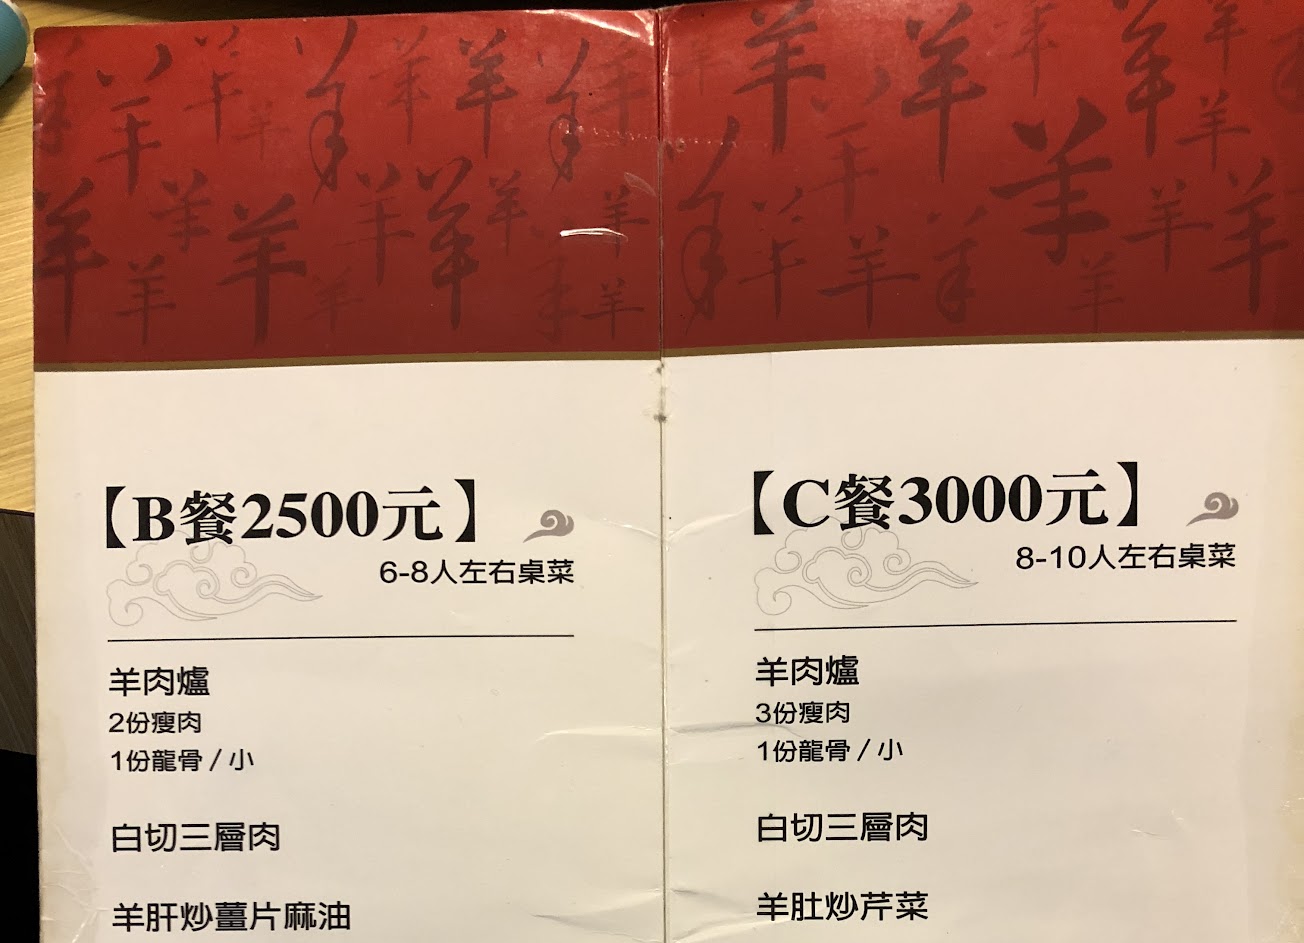 【B餐2500元】
6-8人左右桌菜
羊肉爐
2份瘦肉
1份龍骨/小
白切三層肉
羊肝炒薑片麻油
【C餐3000元】
8-10人左右桌菜
羊肉爐
3份瘦肉
1份龍骨/小
白切三層肉
羊肚炒芹菜